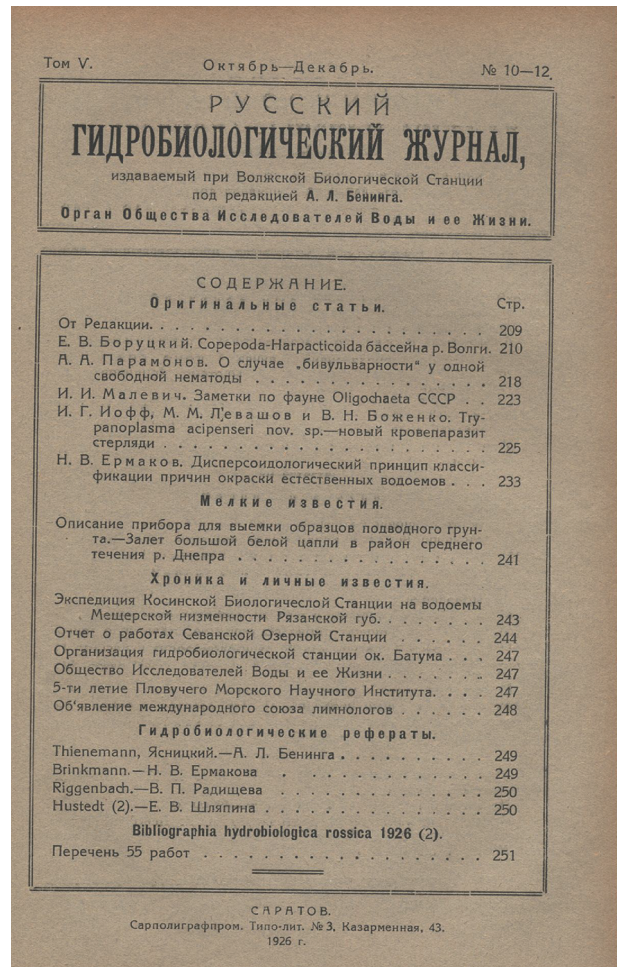 Том V.
Октябрь—Декабрь.
№ 10—12.
РУССКИЙ
ГИДРОБИОЛОГИЧЕСКИЙ ЖУРНАЛ,
издаваемый при Волжской Биологической Станции
под редакцией А. Л. Бенинга.
Орган Общества Исследователей Воды и ее Жизни.
СОДЕРЖАНИЕ.
Оригинальные статьи. Стр.
От Редакции. . . . . . . . . . . . . . . . . . . . . . . 209
Е. В. Боруцкий. Copepoda-Harpacticoida бассейна р. Волги. 210
А. А. Парамонов. О случае „бивульварности" у одной
свободной нематоды . . . . . . . . . . . . . . . . 218
И. И. Малевич. Заметки по фауне Oligochaeta СССР . . 223
И. Г. Иофф, М. М. Левашов и В. Н. Боженко. Try-
panoplasma acipenseri nov. sp.—новый кровепаразит
стерляди . . . . . . . . . . . . . . . . . . . . . . 225
Н. В. Ермаков. Дисперсоидологический принцип класси-
фикации причин окраски естественных водоемов . . . 233
Мелкие известия.
Описание прибора для выемки образцов подводного грун-
та.—Залет большой белой цапли в район среднего
течения р. Днепра . . . . . . . . . . . . . . . . . 241
Хроника и личные известия.
Экспедиция Косинской Биологичеслой Станции на водоемы
Мещерской низменности Рязанской губ. . . . . . . . 243
Отчет о работах Севанской Озерной Станции . . . . . . 244
Организация гидробиологической станции ок. Батума . . . 247
Общество Исследователей Воды и ее Жизни . . . . . . . 247
5-ти летие Пловучего Морского Научного Института. . . . 247
Об'явление международного союза лимнологов . . . . . . 248
Гидробиологические рефераты.
Thienemann, Ясницкий.—А. Л. Бенинга . . . . . . . . . . 249
Brinkmann.—Н. В. Ермакова . . . . . . . . . . . . . . 249
Riggenbach.—В. П. Радищева . . . . . . . . . . . . . . 250
Hustedt (2).—Е. В. Шляпина . . . . . . . . . . . . . . . 250
Bibliographia hydrobiologica rossica 1926 (2).
Перечень 55 работ . . . . . . . . . . . . . . . . . . . 251
САРАТОВ.
Сарполиграфпром. Типо-лит. №3, Казарменная, 43.
1926 г.